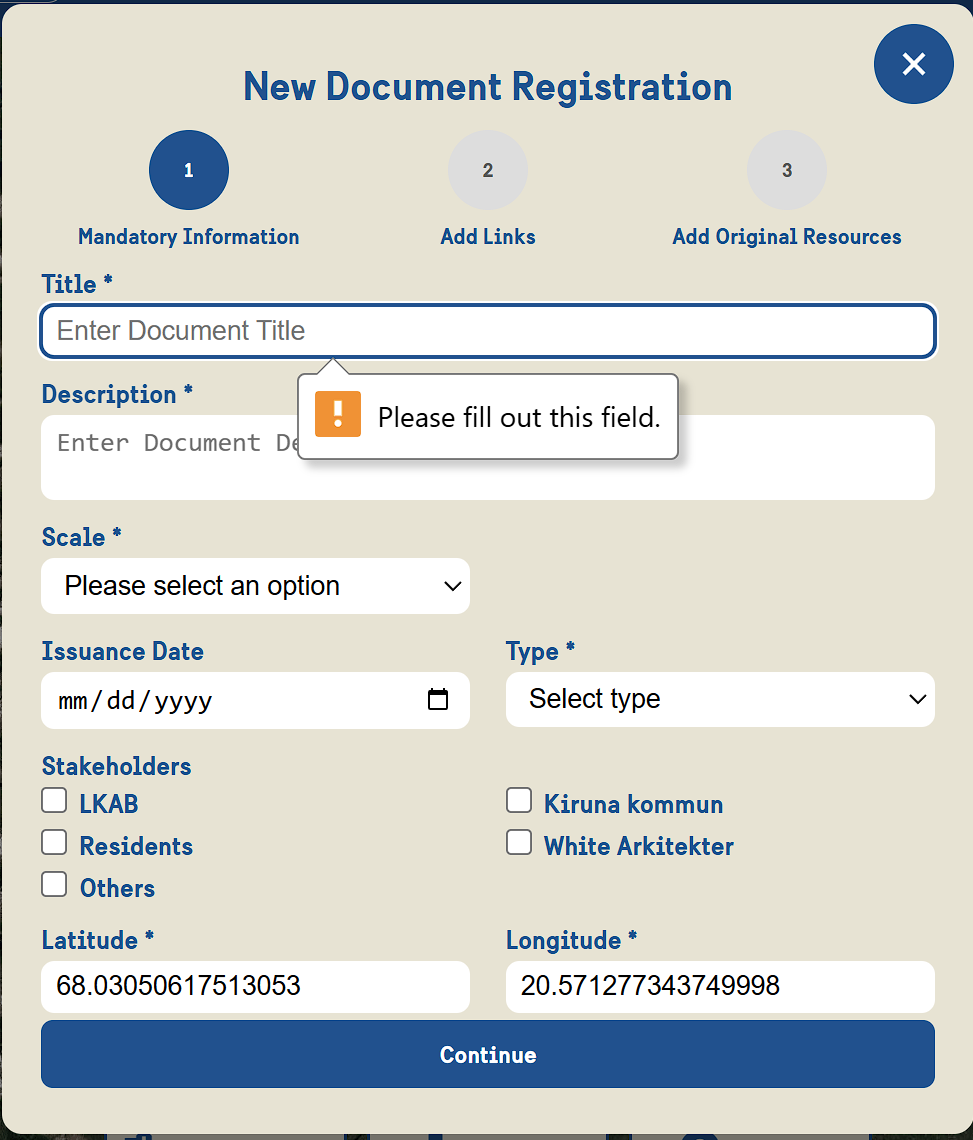 New Document Registration
1
2
3
Mandatory Information
Add Links
Add Original Resources
Title *
Enter Document Title
Description *
Please fill out this field.
Enter Document
Scale *
Please select an option
Issuance Date
Type *
mm/dd/yyyy
Select type
Stakeholders
LKAB
Kiruna kommun
Residents
White Arkitekter
Others
Latitude *
Longitude *
68.03050617513053
20.571277343749998
Continue